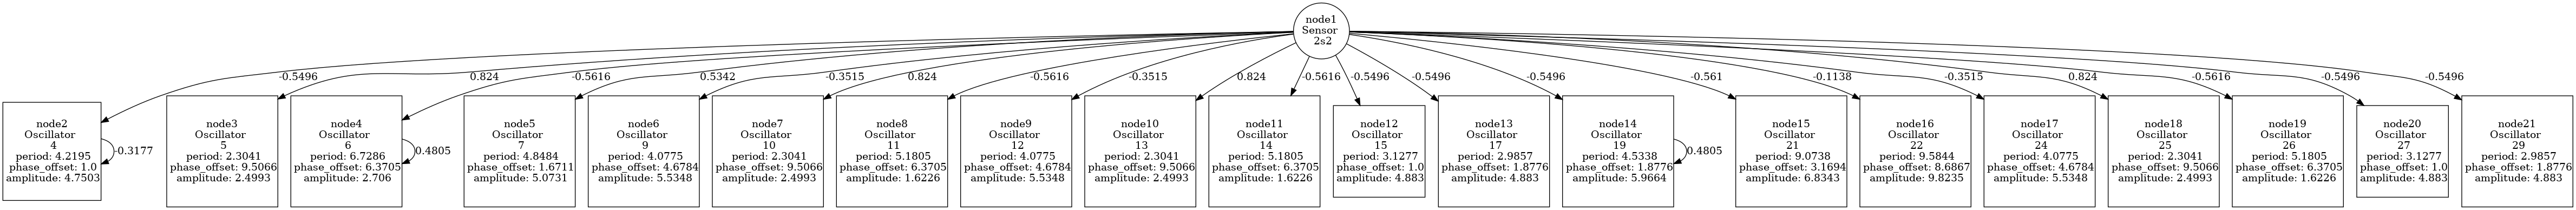 node1
Sensor
2s2
-0.5496
0.824
-0.5616
0.5342
-0.3515
0.824
-0.5616
-0.3515
0.824
-0.5616
-0.5496
-0.5496
-0.5496
-0.561
-0.1138
-0.3515
0.824
-0.5616
-0.5496
-0.5496
node2
Oscillator
4
period: 4.2195
phase_offset: 1.0
amplitude: 4.7503
-0.3177
node3
Oscillator
5
period: 2.3041
phase_offset: 9.5066
amplitude: 2.4993
node4
Oscillator
6
period: 6.7286
phase_offset: 6.3705
amplitude: 2.706
0.4805
node5
Oscillator
7
period: 4.8484
phase_offset: 1.6711
amplitude: 5.0731
node6
Oscillator
9
period: 4.0775
phase_offset: 4.6784
amplitude: 5.5348
node7
Oscillator
10
period: 2.3041
phase_offset: 9.5066
amplitude: 2.4993
node8
Oscillator
11
period: 5.1805
phase_offset: 6.3705
amplitude: 1.6226
node9
Oscillator
12
period: 4.0775
phase_offset: 4.6784
amplitude: 5.5348
node10
Oscillator
13
period: 2.3041
phase_offset: 9.5066
amplitude: 2.4993
node11
Oscillator
14
period: 5.1805
phase_offset: 6.3705
amplitude: 1.6226
node12
Oscillator
15
period: 3.1277
phase_offset: 1.0
amplitude: 4.883
node13
Oscillator
17
period: 2.9857
phase_offset: 1.8776
amplitude: 4.883
node14
Oscillator
19
period: 4.5338
phase_offset: 1.8776
amplitude: 5.9664
0.4805
node15
Oscillator
21
period: 9.0738
phase_offset: 3.1694
amplitude: 6.8343
node16
Oscillator
22
period: 9.5844
phase_offset: 8.6867
amplitude: 9.8235
node17
Oscillator
24
period: 4.0775
phase_offset: 4.6784
amplitude: 5.5348
node18
Oscillator
25
period: 2.3041
phase_offset: 9.5066
amplitude: 2.4993
node19
Oscillator
26
period: 5.1805
phase_offset: 6.3705
amplitude: 1.6226
node20
Oscillator
27
period: 3.1277
phase_offset: 1.0
amplitude: 4.883
node21
Oscillator
29
period: 2.9857
phase_offset: 1.8776
amplitude: 4.883